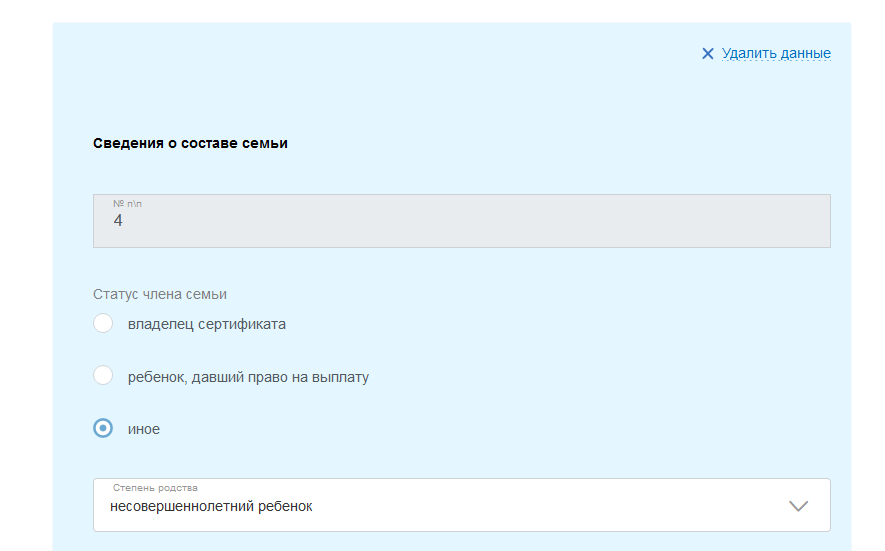 Удалить данные
Сведения о составе семьи
№ п\п
4
Статус члена семьи
владелец сертификата
ребенок, давший право на выплату
иное
Степень родства
несовершеннолетний ребенок